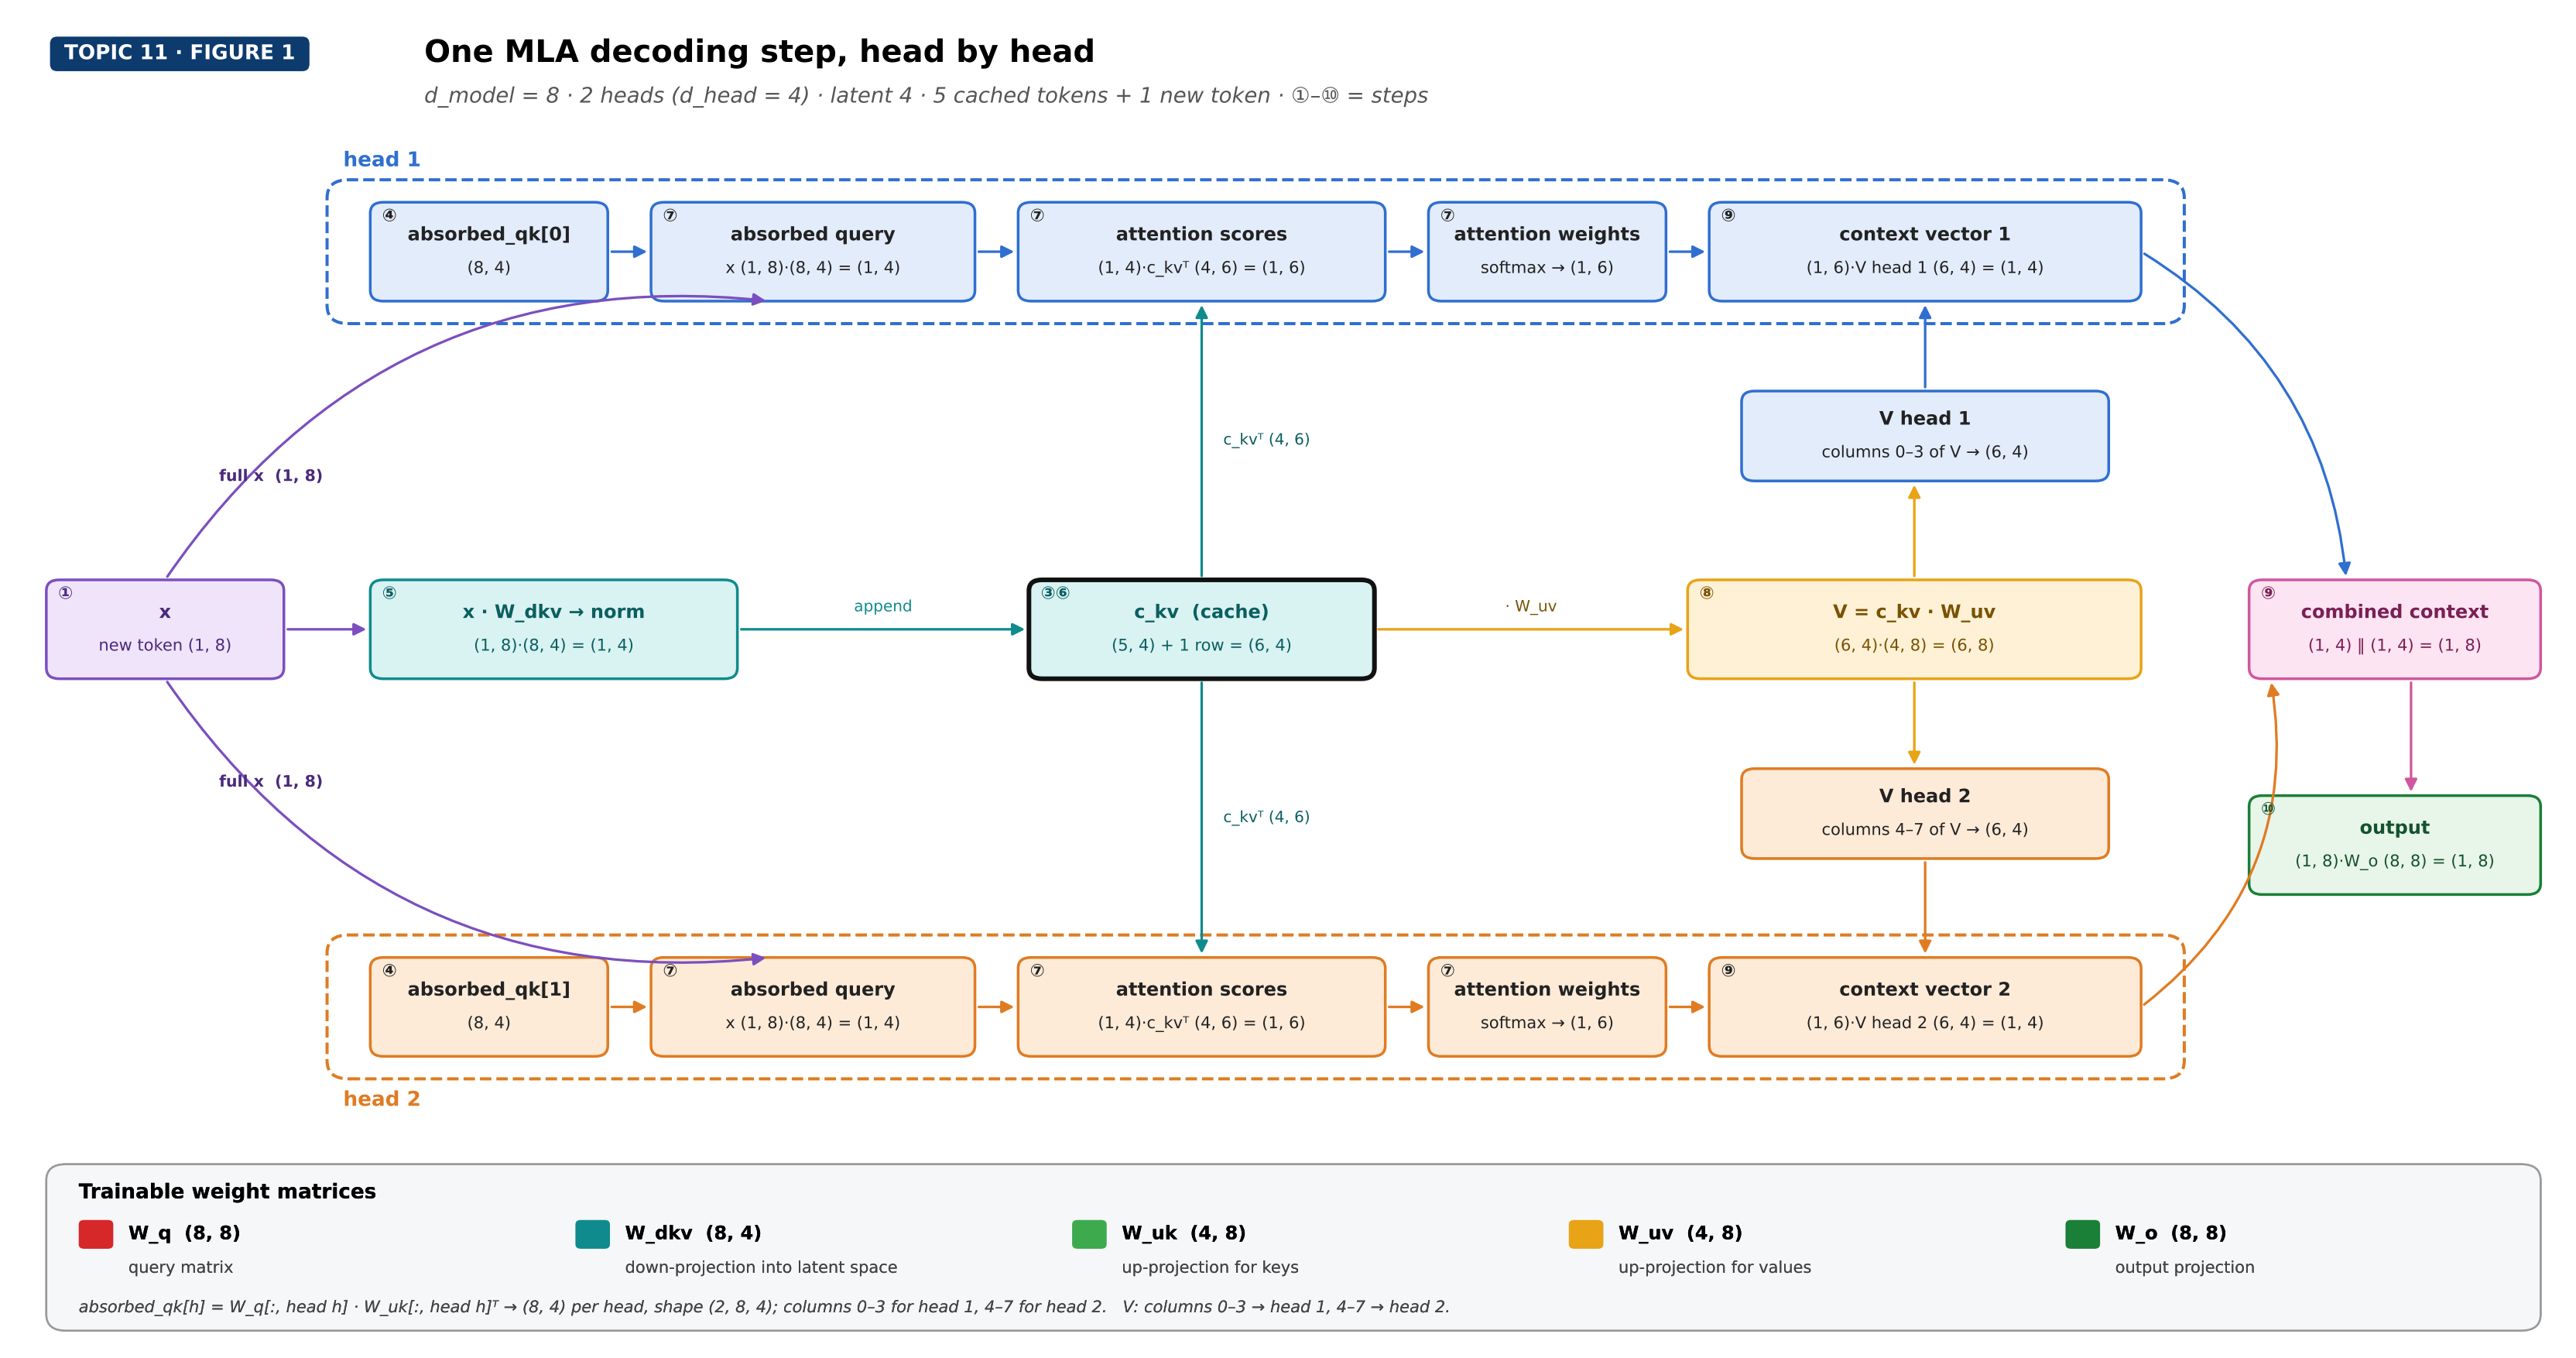 TOPIC 11 · FIGURE 1
One MLA decoding step, head by head
d_model = 8 · 2 heads (d_head = 4) · latent 4 · 5 cached tokens + 1 new token · ①–⑩ = steps
head 1
④
absorbed_qk[0]
(8, 4)
⑦
absorbed query
x (1, 8)·(8, 4) = (1, 4)
⑦
attention scores
(1, 4)·c_kvᵀ (4, 6) = (1, 6)
⑦
attention weights
softmax → (1, 6)
⑨
context vector 1
(1, 6)·V head 1 (6, 4) = (1, 4)
c_kvᵀ (4, 6)
V head 1
columns 0–3 of V → (6, 4)
full x (1, 8)
①
x
new token (1, 8)
⑤
x · W_dkv → norm
(1, 8)·(8, 4) = (1, 4)
append
③⑥
c_kv (cache)
(5, 4) + 1 row = (6, 4)
· W_uv
⑧
V = c_kv · W_uv
(6, 4)·(4, 8) = (6, 8)
⑨
combined context
(1, 4) ‖ (1, 4) = (1, 8)
full x (1, 8)
c_kvᵀ (4, 6)
V head 2
columns 4–7 of V → (6, 4)
⑩
output
(1, 8)·W_o (8, 8) = (1, 8)
④
absorbed_qk[1]
(8, 4)
⑦
absorbed query
x (1, 8)·(8, 4) = (1, 4)
⑦
attention scores
(1, 4)·c_kvᵀ (4, 6) = (1, 6)
⑦
attention weights
softmax → (1, 6)
⑨
context vector 2
(1, 6)·V head 2 (6, 4) = (1, 4)
head 2
Trainable weight matrices
W_q (8, 8)
query matrix
W_dkv (8, 4)
down-projection into latent space
W_uk (4, 8)
up-projection for keys
W_uv (4, 8)
up-projection for values
W_o (8, 8)
output projection
absorbed_qk[h] = W_q[:, head h] · W_uk[:, head h]ᵀ → (8, 4) per head, shape (2, 8, 4); columns 0–3 for head 1, 4–7 for head 2. V: columns 0–3 → head 1, 4–7 → head 2.